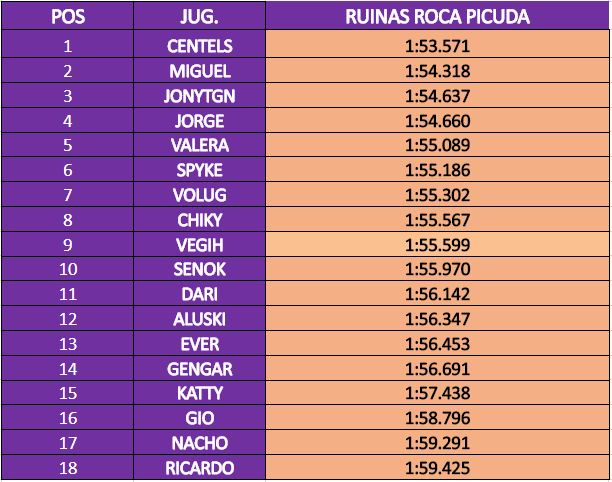 POS JUG. RUINAS ROCA PICUDA
1 CENTELS 1:53.571
2 MIGUEL 1:54.318
3 JONYTGN 1:54.637
4 JORGE 1:54.660
5 VALERA 1:55.089
6 SPYKE 1:55.186
7 VOLUG 1:55.302
8 CHIKY 1:55.567
9 VEGIH 1:55.599
10 SENOK 1:55.970
11 DARI 1:56.142
12 ALUSKI 1:56.347
13 EVER 1:56.453
14 GENGAR 1:56.691
15 KATTY 1:57.438
16 GIO 1:58.796
17 NACHO 1:59.291
18 RICARDO 1:59.425